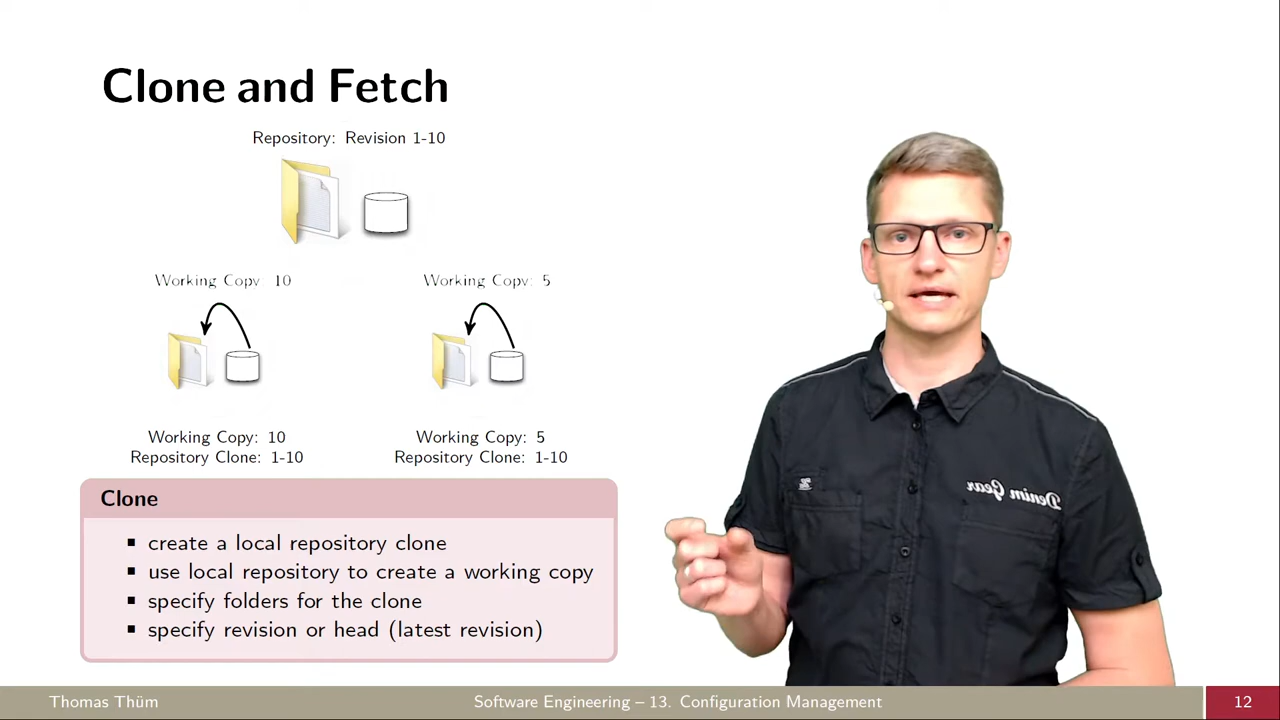 Clone and Fetch
Repository: Revision 1-10
Working Copy 10
Working Copy: 5
Working Copy: 10
Repository Clone: 1-10
Working Copy: 5
Repository Clone: 1-10
Clone
▪ create a local repository clone
▪ use local repository to create a working copy
▪ specify folders for the clone
▪ specify revision or head (latest revision)
Denim Gear
Thomas Thüm
Software Engineering – 13. Configuration Management
12